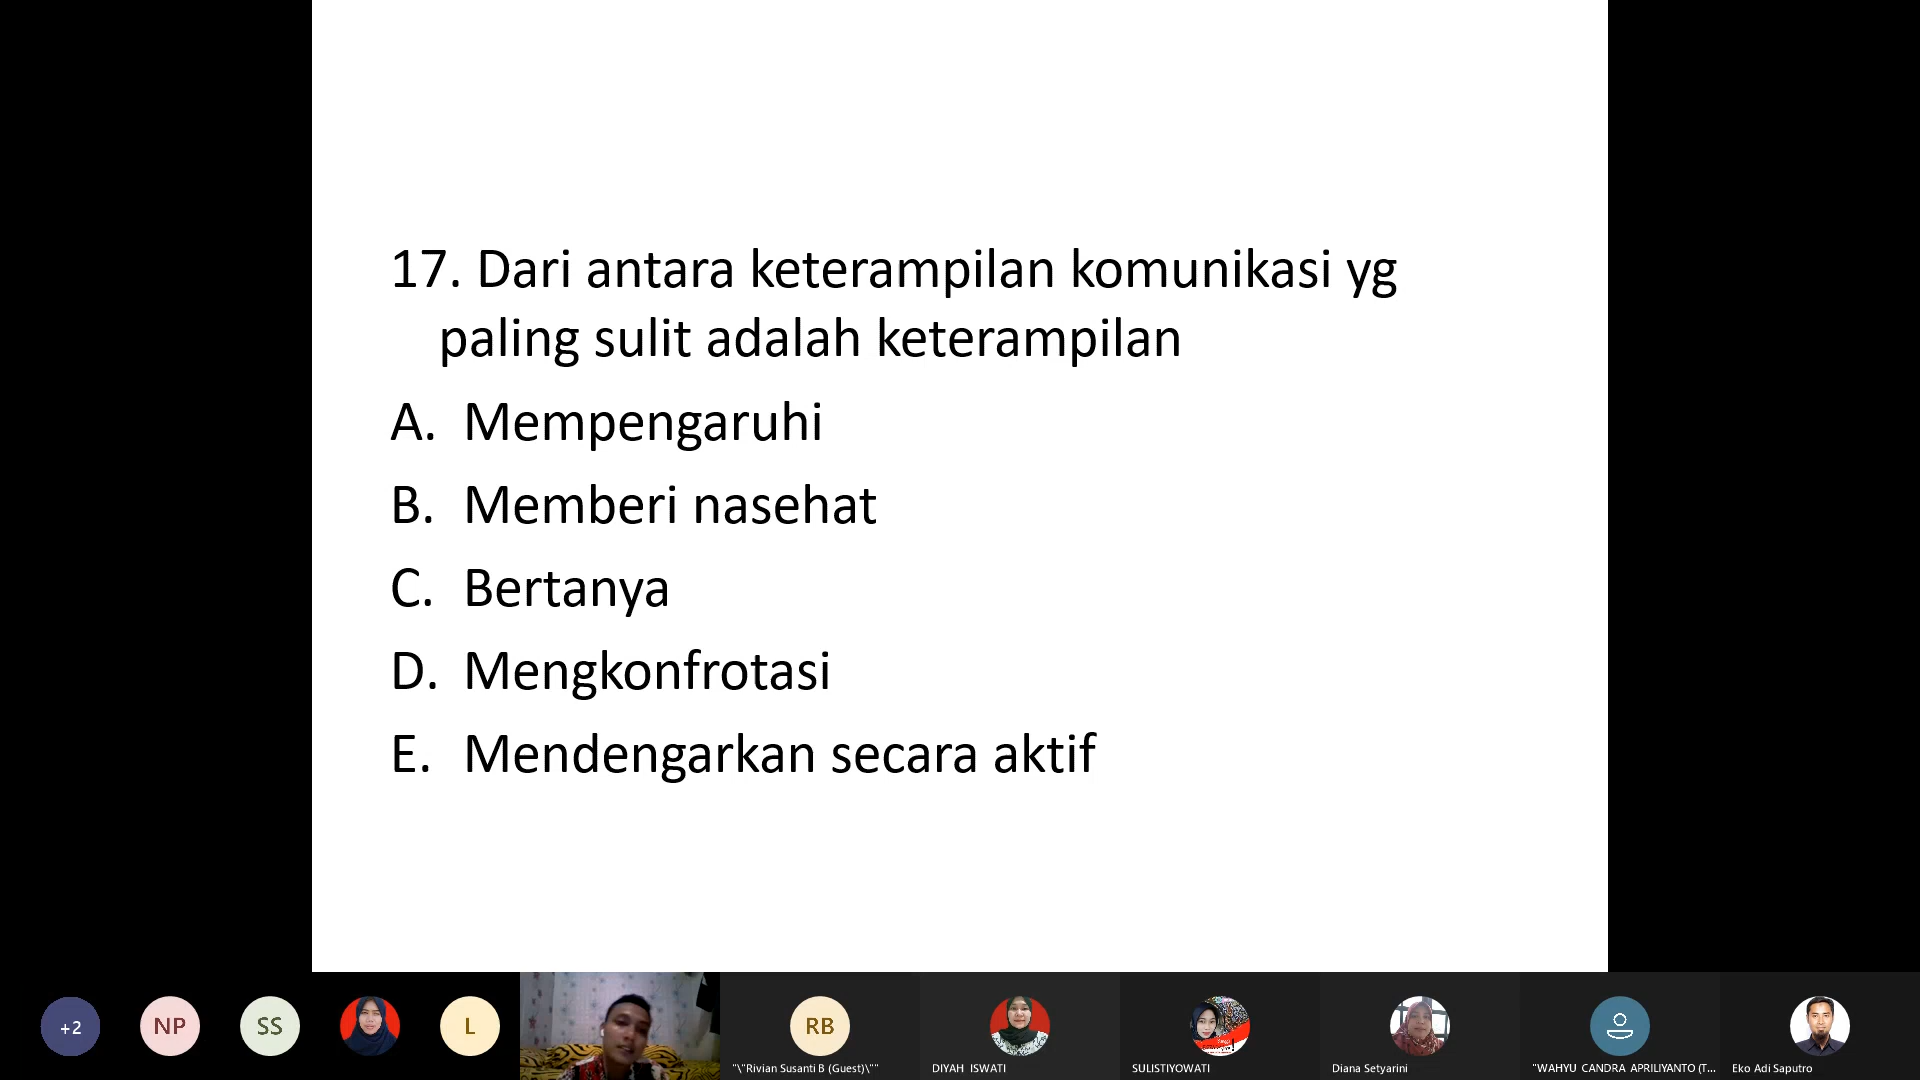 17. Dari antara keterampilan komunikasi yg
paling sulit adalah keterampilan
A. Mempengaruhi
B. Memberi nasehat
C. Bertanya
D. Mengkonfrotasi
E. Mendengarkan secara aktif
+2
NP
SS
L
RB
"\"Rivian Susanti B (Guest)\""
DIYAH ISWATI
SULISTIYOWATI
Diana Setyarini
"WAHYU CANDRA APRILIYANTO (T...
Eko Adi Saputro